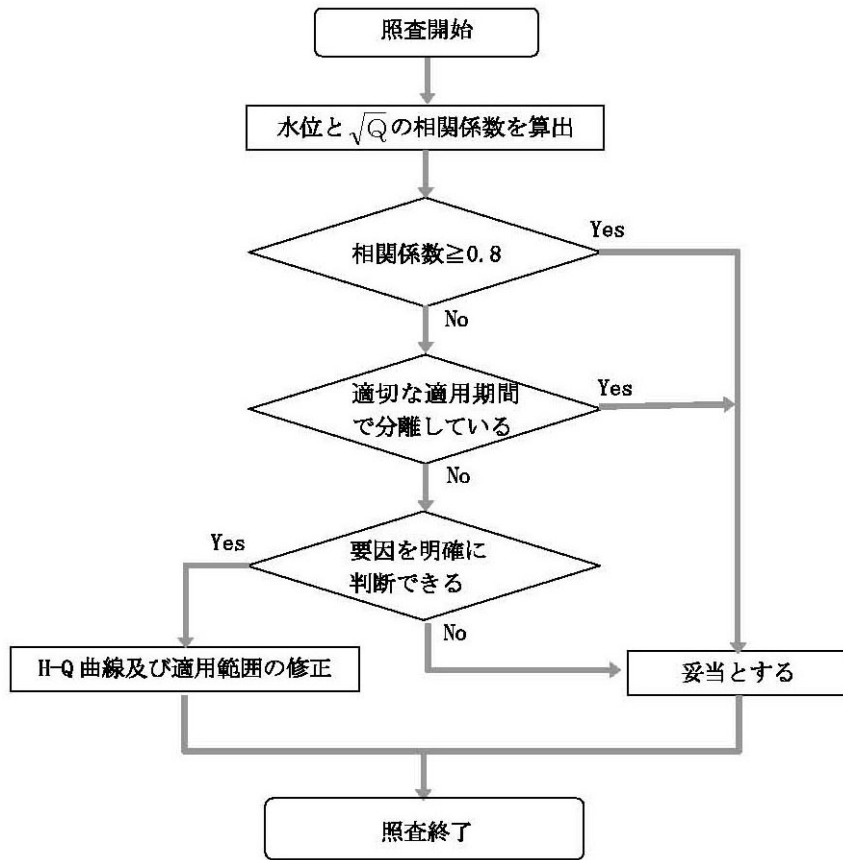 照査開始
水位と√Qの相関係数を算出
Yes
相関係数≧0.8
No
適切な適用期間
で分離している
Yes
No
Yes
要因を明確に
判断できる
No
H-Q曲線及び適用範囲の修正
妥当とする
照査終了